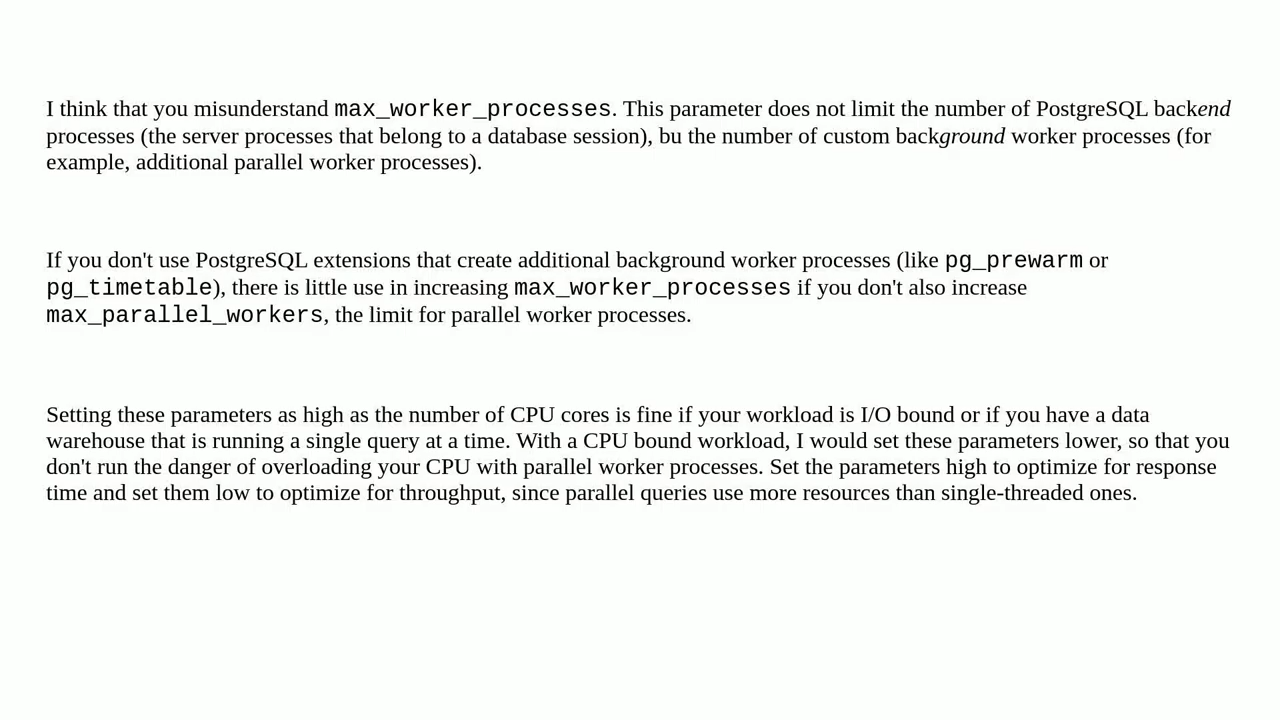 I think that you misunderstand max_worker_processes. This parameter does not limit the number of PostgreSQL backend
processes (the server processes that belong to a database session), bu the number of custom background worker processes (for
example, additional parallel worker processes).
If you don't use PostgreSQL extensions that create additional background worker processes (like pg_prewarm or
pg_timetable), there is little use in increasing max_worker_processes if you don't also increase
max_parallel_workers, the limit for parallel worker processes.
Setting these parameters as high as the number of CPU cores is fine if your workload is I/O bound or if you have a data
warehouse that is running a single query at a time. With a CPU bound workload, I would set these parameters lower, so that you
don't run the danger of overloading your CPU with parallel worker processes. Set the parameters high to optimize for response
time and set them low to optimize for throughput, since parallel queries use more resources than single-threaded ones.